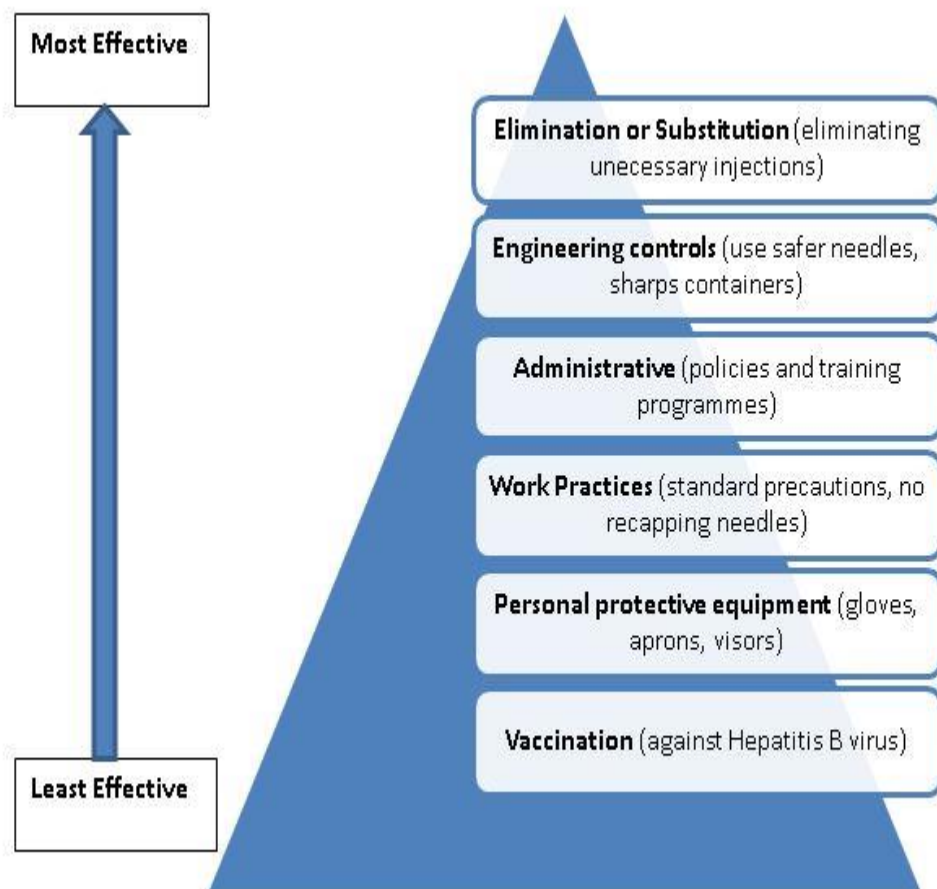 Most Effective
Elimination or Substitution (eliminating
unecessary injections)
Engineering controls (use safer needles,
sharps containers)
Administrative (policies and training
programmes)
Work Practices (standard precautions, no
recapping needles)
Personal protective equipment (gloves,
aprons, visors)
Vaccination (against Hepatitis B virus)
Least Effective